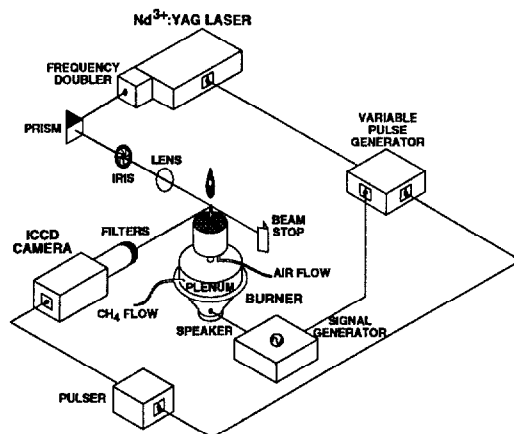 Nd3+:YAG LASER
FREQUENCY
DOUBLER
PRISM
IRIS
LENS
VARIABLE
PULSE
GENERATOR
ICCD
CAMERA
FILTERS
BEAM
STOP
AIR FLOW
PLENUM
BURNER
CH4 FLOW
SPEAKER
SIGNAL
GENERATOR
PULSER